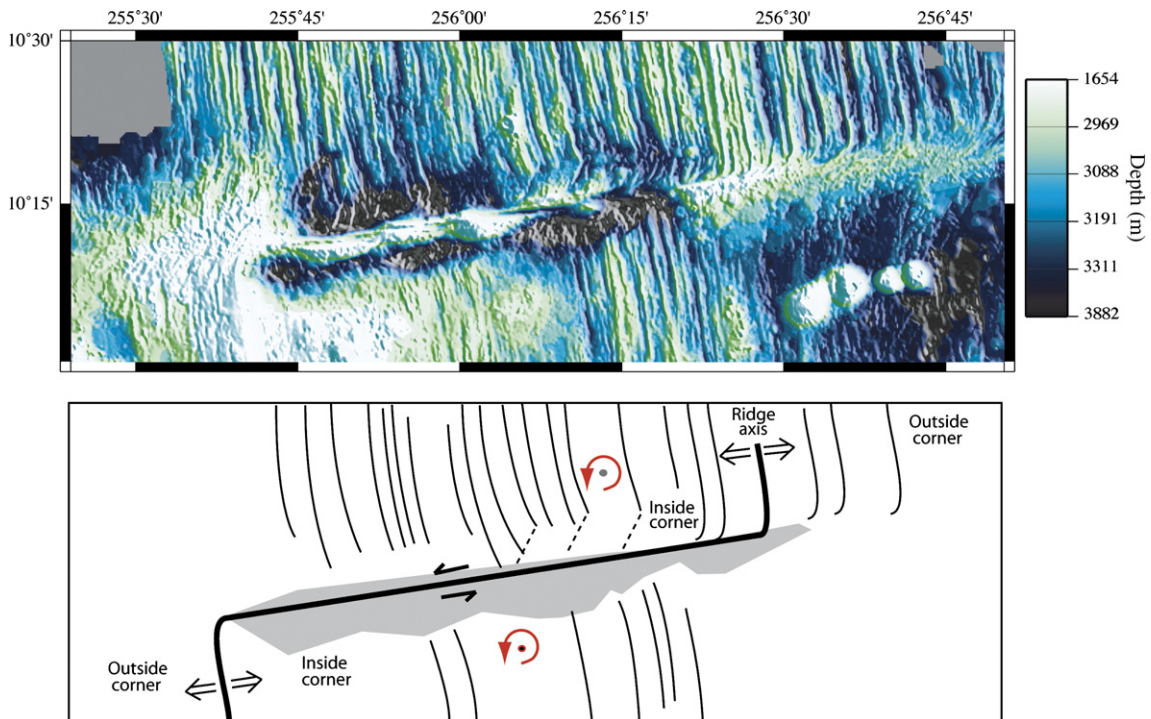 255°30' 255°45' 256°00' 256°15' 256°30' 256°45'
10°30'
10°15'
1654
2969
3088
3191
3311
3882
Depth (m)
Ridge
axis
Outside
corner
Inside
corner
Outside
corner
Inside
corner